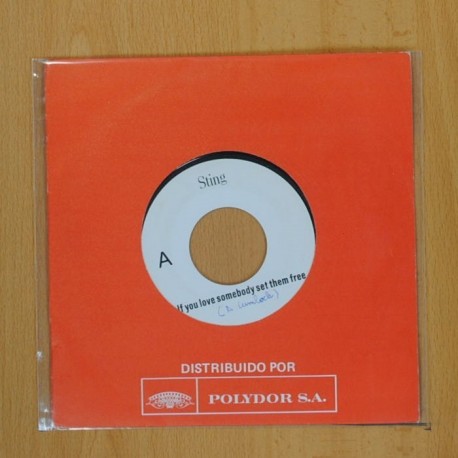 Sting
A
If you love somebody set them free
DISTRIBUIDO POR
POLYDOR S.A.